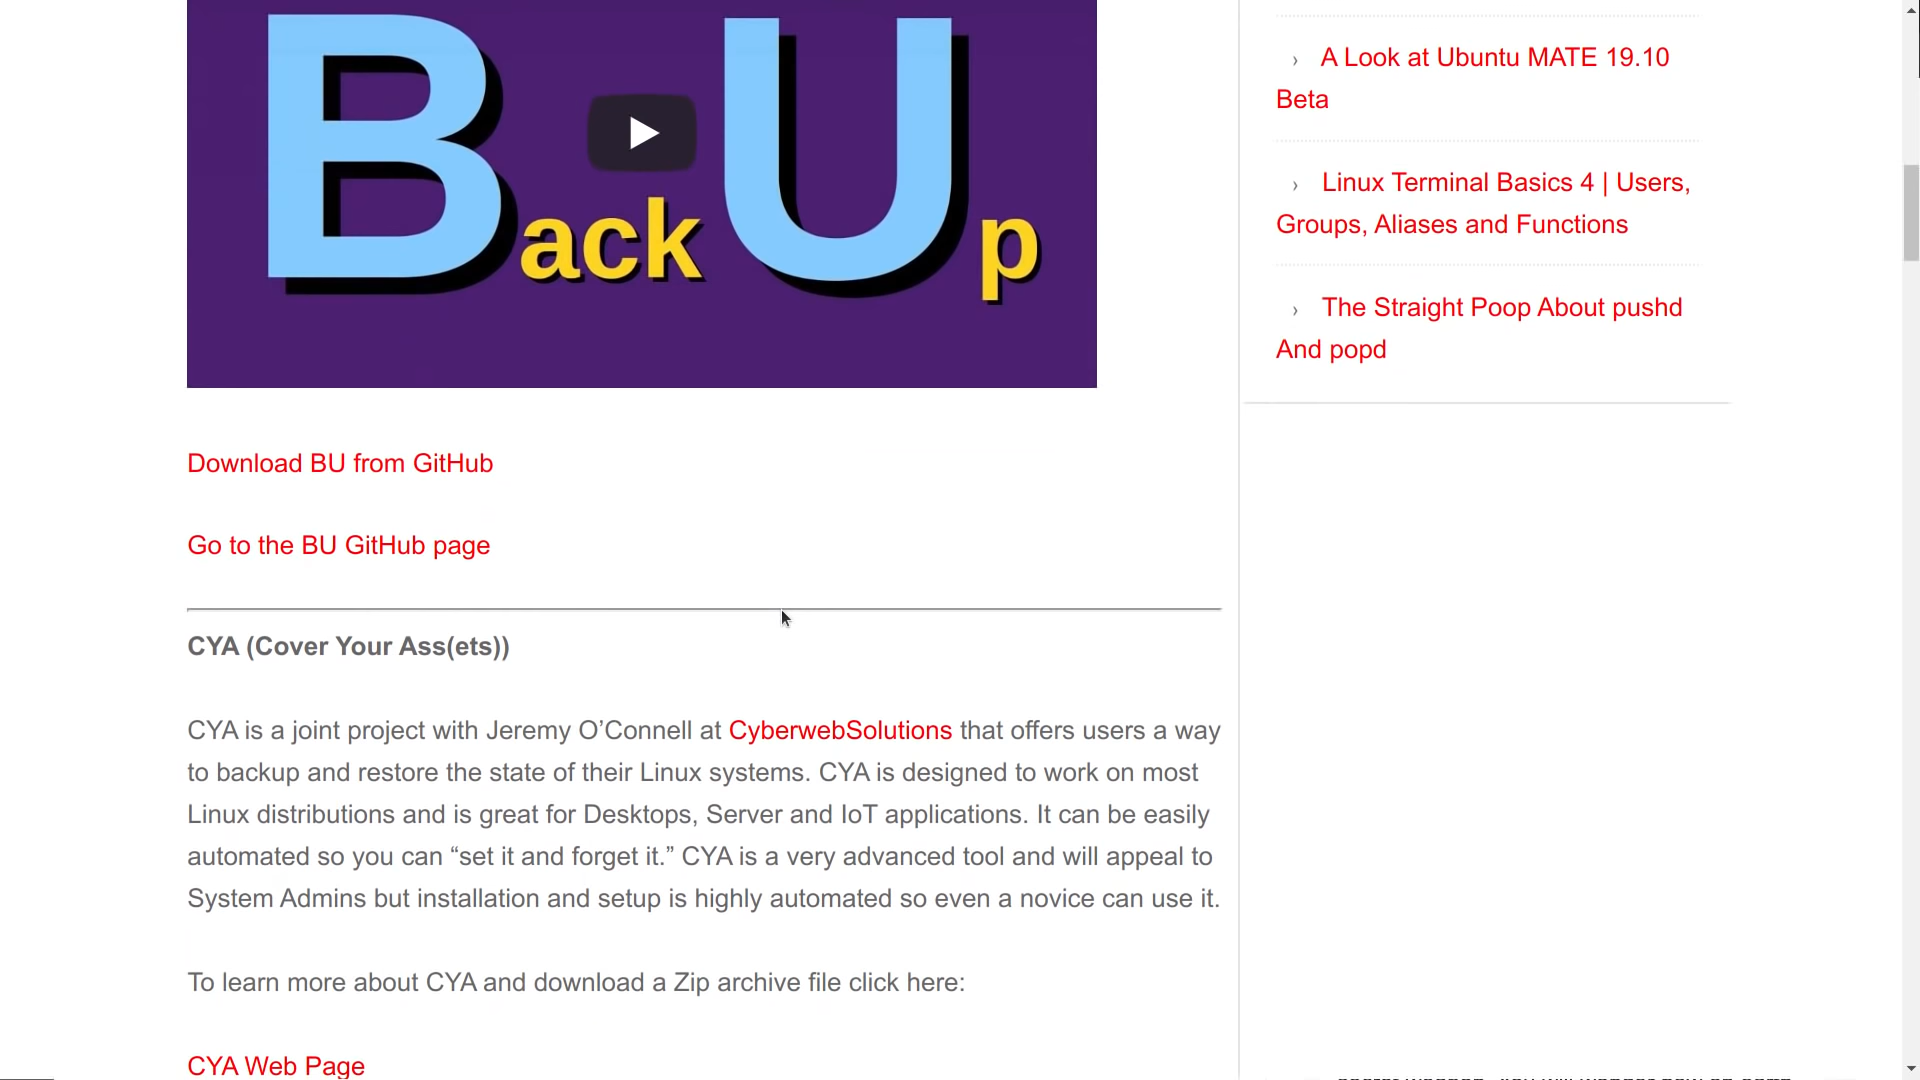 Back Up
Download BU from GitHub
Go to the BU GitHub page
CYA (Cover Your Ass(ets))
CYA is a joint project with Jeremy O’Connell at CyberwebSolutions that offers users a way
to backup and restore the state of their Linux systems. CYA is designed to work on most
Linux distributions and is great for Desktops, Server and IoT applications. It can be easily
automated so you can “set it and forget it.” CYA is a very advanced tool and will appeal to
System Admins but installation and setup is highly automated so even a novice can use it.
To learn more about CYA and download a Zip archive file click here:
CYA Web Page
› A Look at Ubuntu MATE 19.10
Beta
› Linux Terminal Basics 4 | Users,
Groups, Aliases and Functions
› The Straight Poop About pushd
And popd